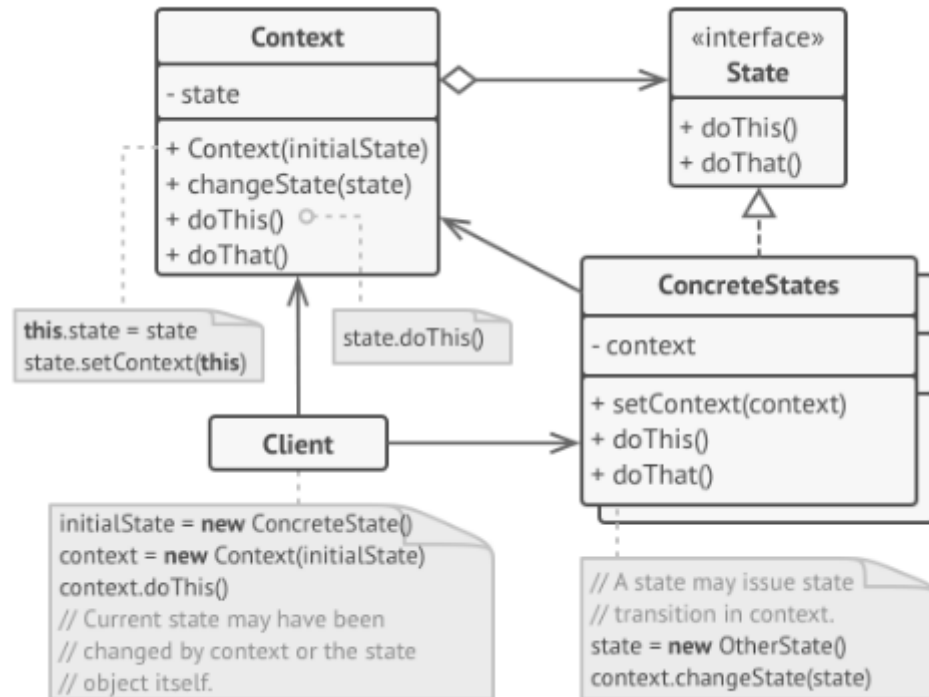 Context
- state
+ Context(initialState)
+ changeState(state)
+ doThis()
+ doThat()
«interface»
State
+ doThis()
+ doThat()
this.state = state
state.setContext(this)
state.doThis()
ConcreteStates
- context
+ setContext(context)
+ doThis()
+ doThat()
Client
initialState = new ConcreteState()
context = new Context(initialState)
context.doThis()
// Current state may have been
// changed by context or the state
// object itself.
// A state may issue state
// transition in context.
state = new OtherState()
context.changeState(state)